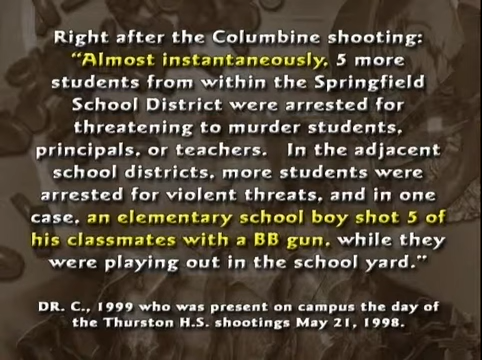 Right after the Columbine shooting:
"Almost instantaneously, 5 more
students from within the Springfield
School District were arrested for
threatening to murder students,
principals, or teachers. In the adjacent
school districts, more students were
arrested for violent threats, and in one
case, an elementary school boy shot 5 of
his classmates with a BB gun, while they
were playing out in the school yard."
DR. C., 1999 who was present on campus the day of
the Thurston H.S. shootings May 21, 1998.